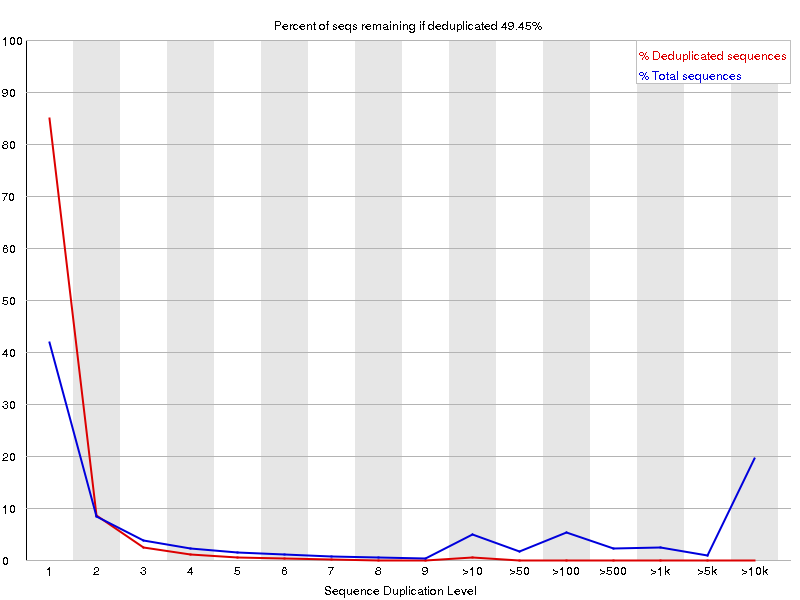 Percent of seqs remaining if deduplicated 49.45%
% Deduplicated sequences
% Total sequences
100
90
80
70
60
50
40
30
20
10
0
1 2 3 4 5 6 7 8 9 >10 >50 >100 >500 >1k >5k >10k
Sequence Duplication Level